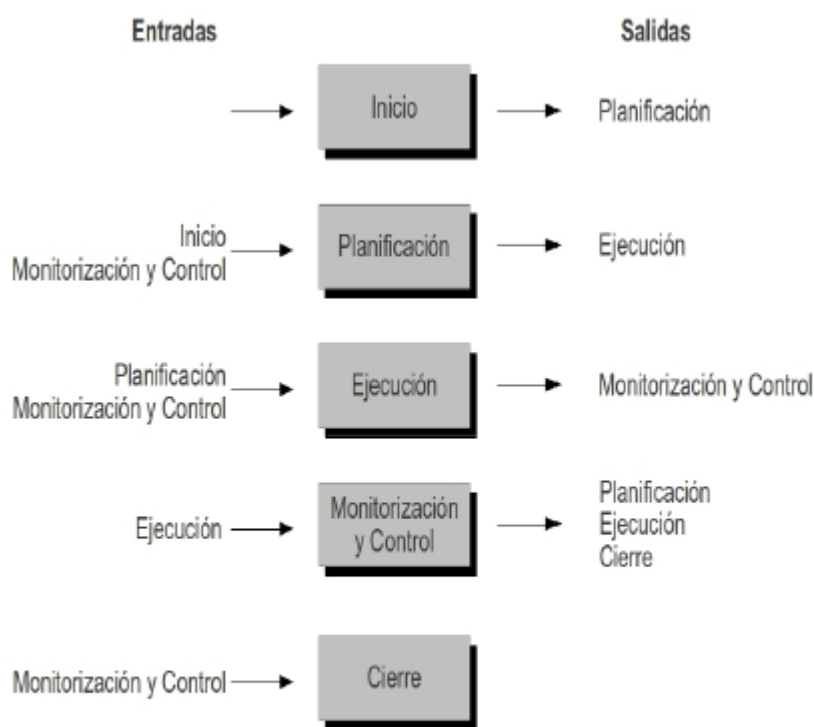 Entradas
Salidas
Inicio
Planificación
Inicio
Monitorización y Control
Planificación
Ejecución
Planificación
Monitorización y Control
Ejecución
Monitorización y Control
Ejecución
Monitorización
y Control
Planificación
Ejecución
Cierre
Monitorización y Control
Cierre